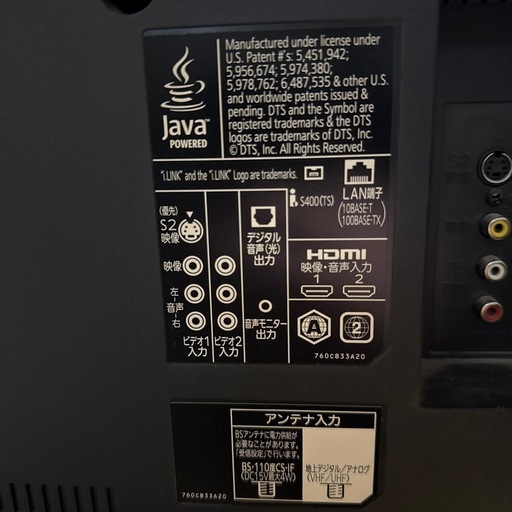 Java
POWERED
Manufactured under license under
U.S. Patent #'s: 5,451,942;
5,956,674; 5,974,380;
5,978,762; 6,487,535 & other U.S.
and worldwide patents issued &
pending. DTS and the Symbol are
registered trademarks & the DTS
logos are trademarks of DTS, Inc.
© DTS, Inc. All Rights Reserved.
"i.LINK" and the "i.LINK" Logo are trademarks.
i S400(TS)
LAN端子
(10BASE-T
100BASE-TX)
(優先)
S2
映像
映像
左
音声
右
ビデオ1
入力
ビデオ2
入力
デジタル
音声(光)
出力
音声モニター
出力
HDMI
映像・音声入力
1 2
A
2
760CB33A20
S2
アンテナ入力
BSアンテナに電力供給が
必要な場合は、
「受信設定」で行います。
BS・110度CS-IF
(DC15V最大4W)
地上デジタル/アナログ
(VHF/UHF)
760CB33A20